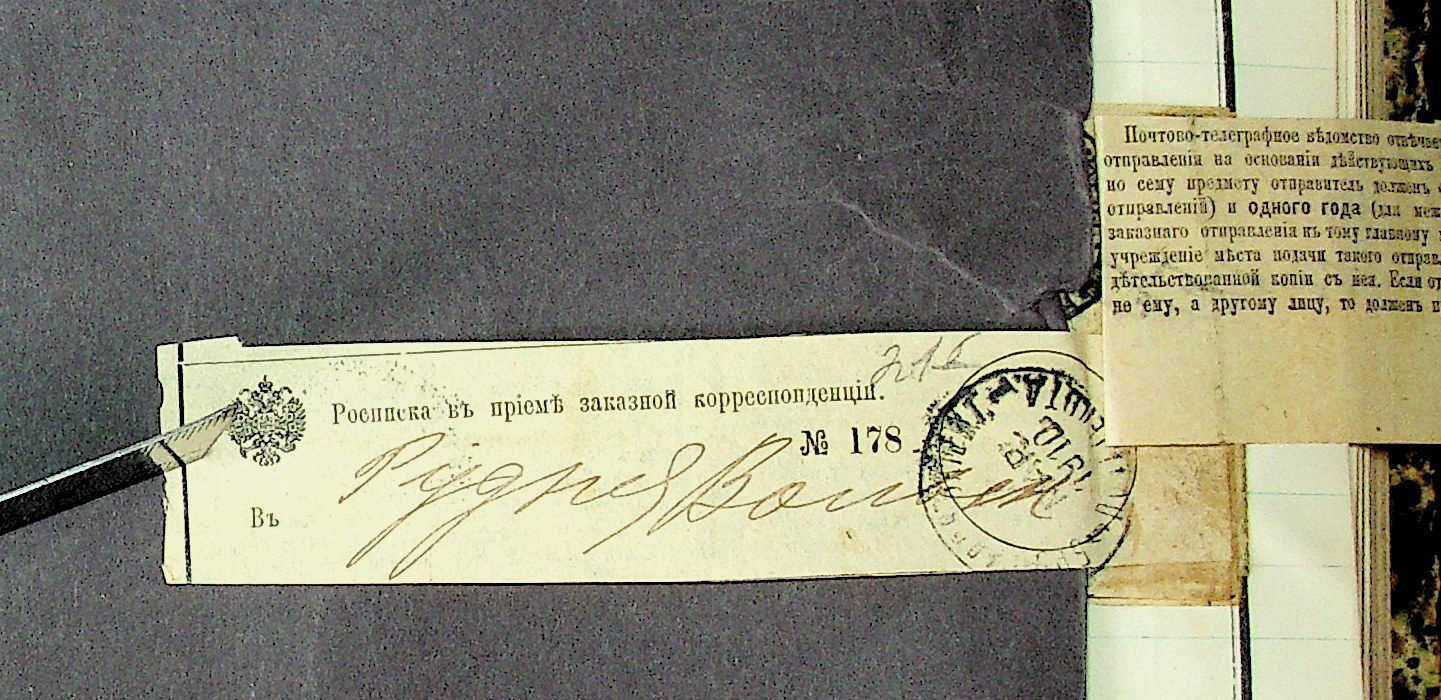 Росписка въ пріемѣ заказной корреспонденціи.
№ 178
Въ
Почтово-телеграфное вѣдомство отвѣчае
отправленія на основаніи дѣйствующихъ
по сему предмету отправитель долженъ
отправленій) и одного года (для меж
заказнаго отправленія къ тому главному
учрежденіе мѣста подачи такого отправ
дѣтельствованной копіи съ нея. Если от
не ему, а другому лицу, то долженъ п